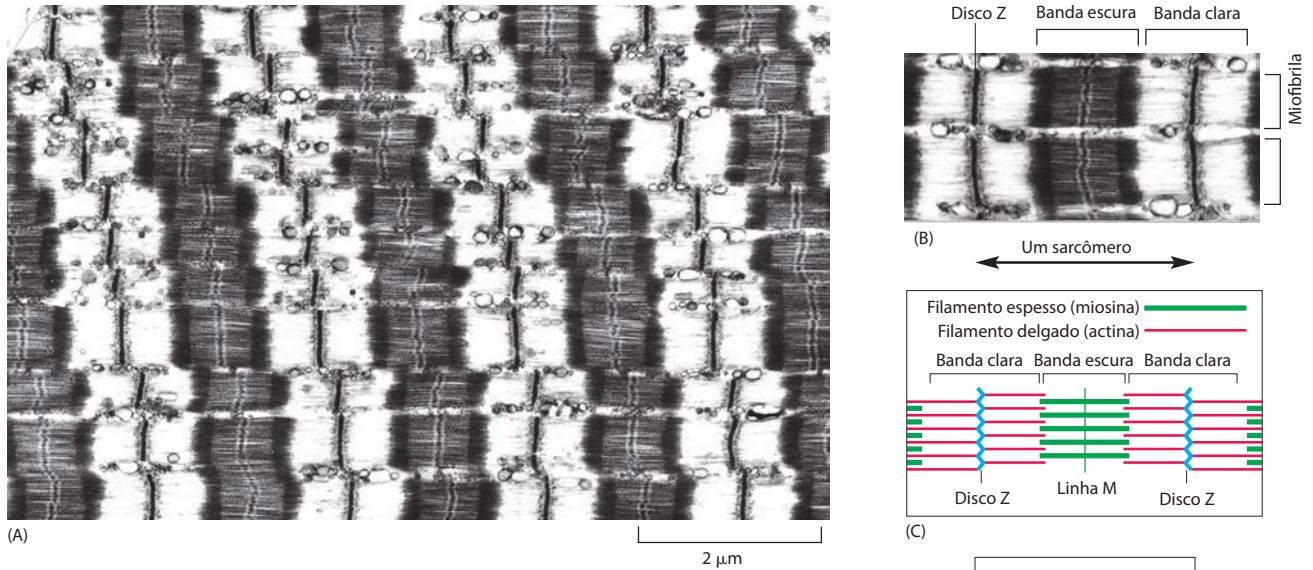 Disco Z
Banda escura
Banda clara
Miofibrila
(B)
Um sarcômero
Filamento espesso (miosina)
Filamento delgado (actina)
Banda clara
Banda escura
Banda clara
Disco Z
Linha M
Disco Z
(A)
2 μm
(C)